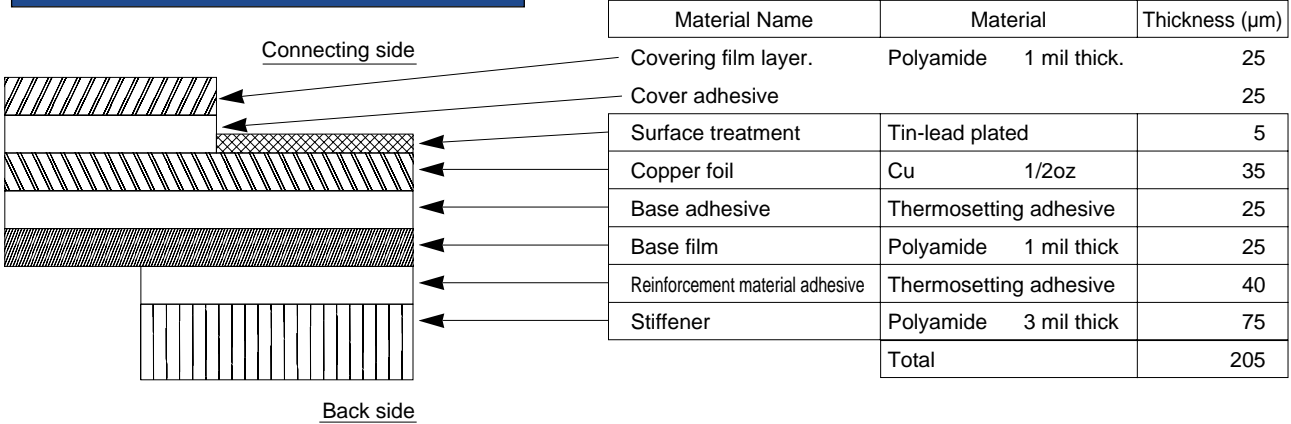 Material Name Material Thickness (µm)
Connecting side
Covering film layer. Polyamide 1 mil thick. 25
Cover adhesive 25
Surface treatment Tin-lead plated 5
Copper foil Cu 1/2oz 35
Base adhesive Thermosetting adhesive 25
Base film Polyamide 1 mil thick 25
Reinforcement material adhesive Thermosetting adhesive 40
Stiffener Polyamide 3 mil thick 75
Total 205
Back side